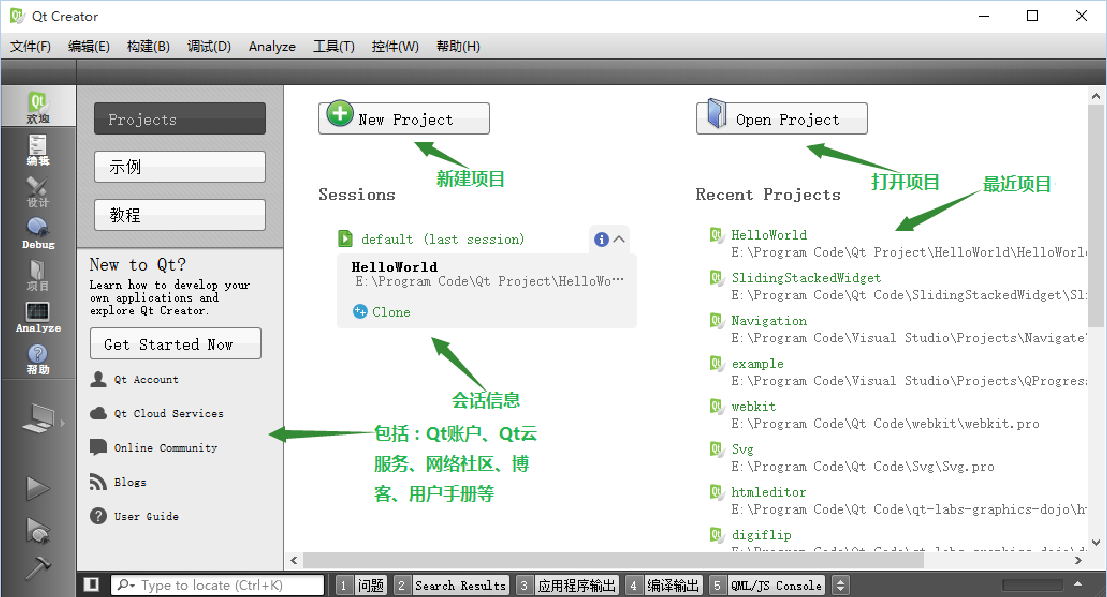 Qt Creator
文件(F) 编辑(E) 构建(B) 调试(D) Analyze 工具(T) 控件(W) 帮助(H)
Qt
欢迎
编辑
设计
Debug
项目
Analyze
帮助
Projects
示例
教程
New to Qt?
Learn how to develop your
own applications and
explore Qt Creator.
Get Started Now
Qt Account
Qt Cloud Services
Online Community
Blogs
User Guide
New Project
新建项目
Sessions
default (last session)
HelloWorld
E:\Program Code\Qt Project\HelloWo···
Clone
会话信息
包括：Qt账户、Qt云
服务、网络社区、博
客、用户手册等
Open Project
打开项目
最近项目
Recent Projects
HelloWorld
E:\Program Code\Qt Project\HelloWorld\HelloWorl
SlidingStackedWidget
E:\Program Code\Qt Code\SlidingStackedWidget\Sl
Navigation
E:\Program Code\Visual Studio\Projects\Navigate
example
E:\Program Code\Visual Studio\Projects\QProgres
webkit
E:\Program Code\Qt Code\webkit\webkit.pro
Svg
E:\Program Code\Qt Code\Svg\Svg.pro
htmleditor
E:\Program Code\Qt Code\qt-labs-graphics-dojo\h
digiflip
Type to locate (Ctrl+K)
1 问题 2 Search Results 3 应用程序输出 4 编译输出 5 QML/JS Console